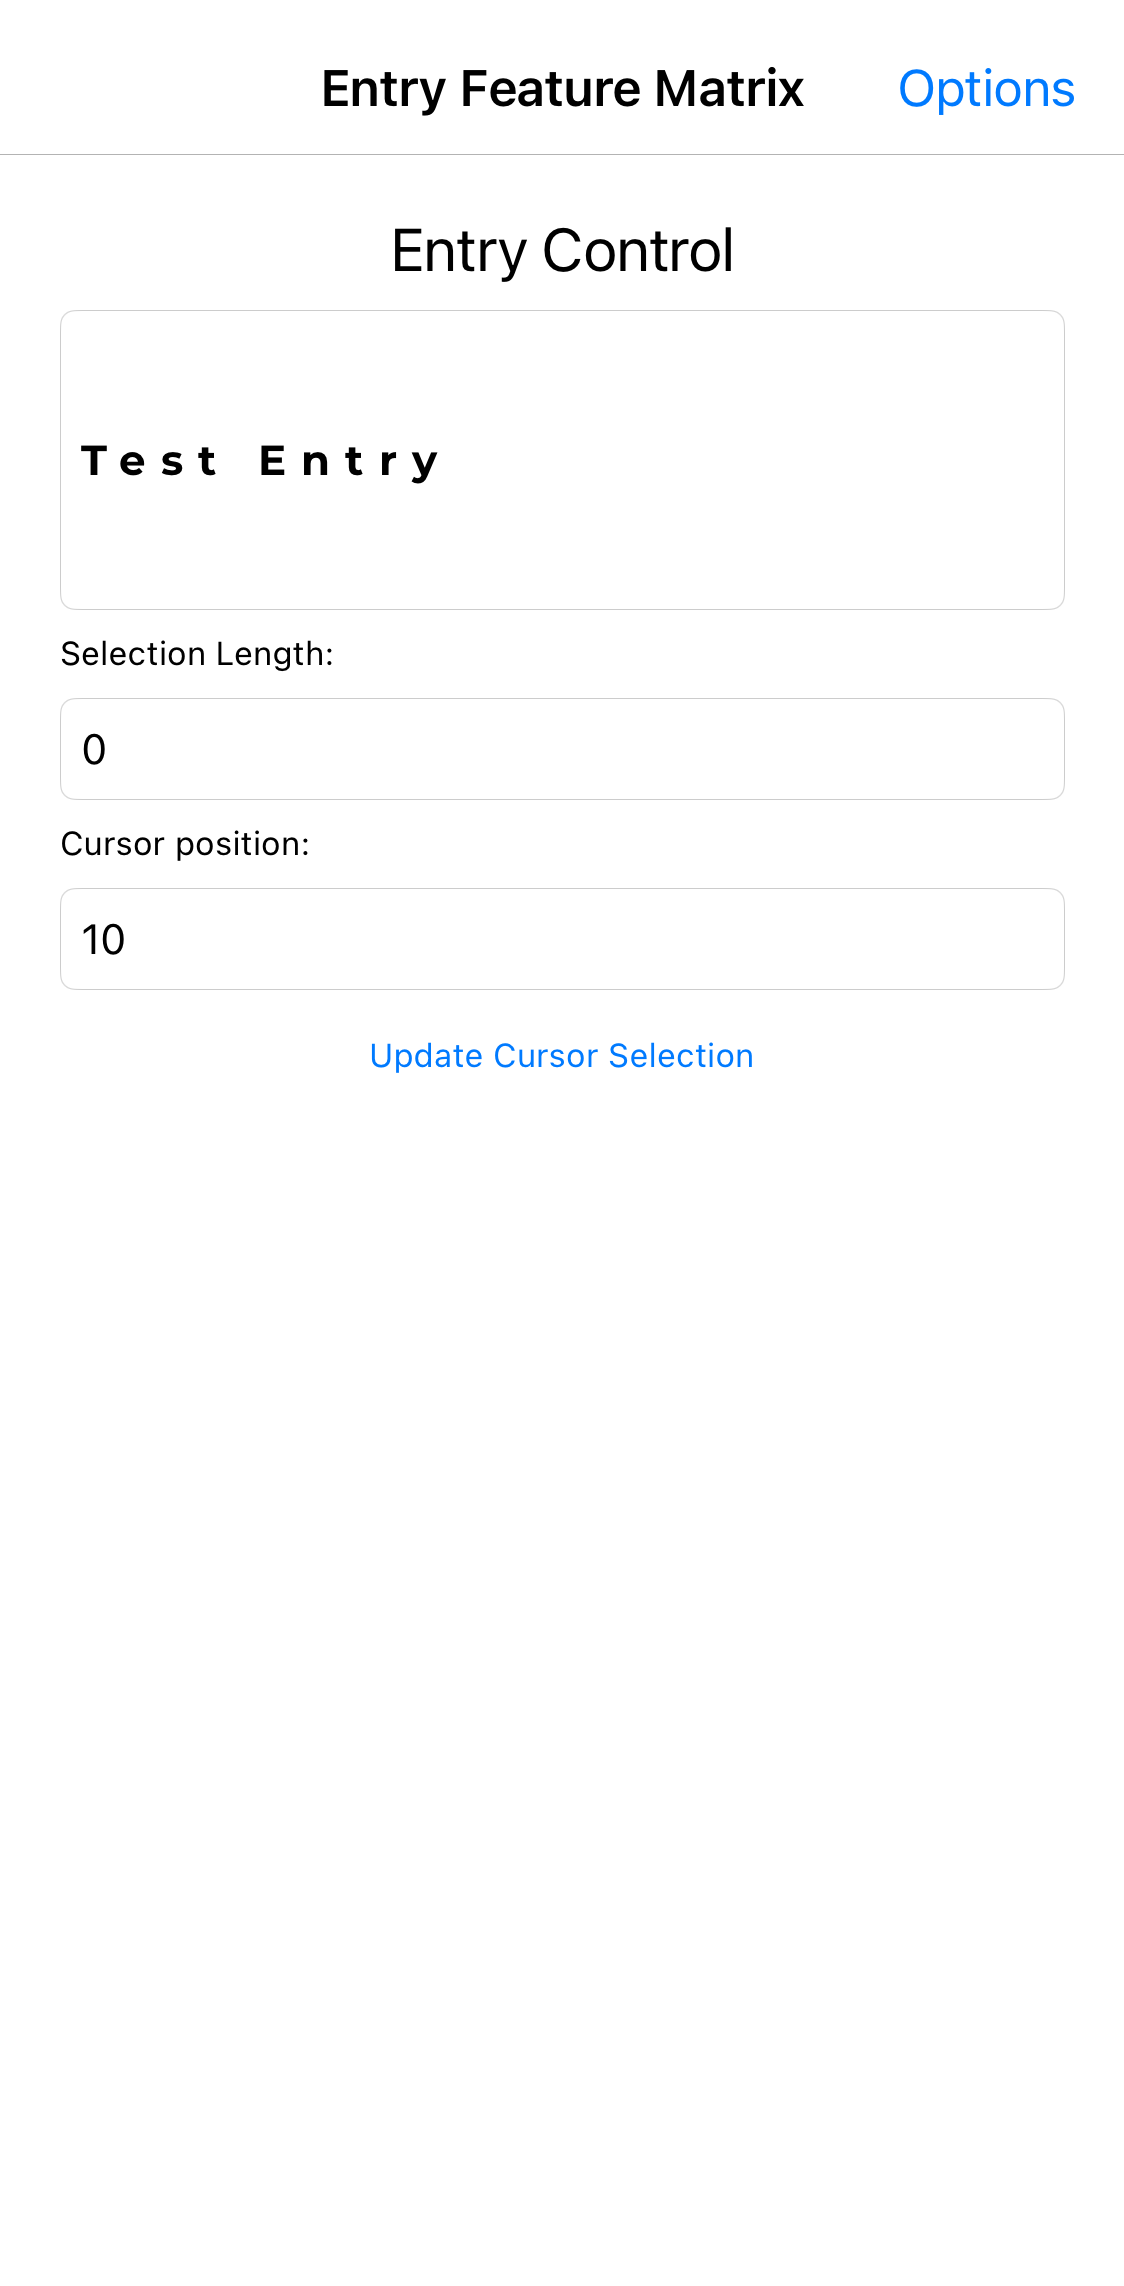 Entry Feature Matrix Options
Entry Control
Test Entry
Selection Length:
0
Cursor position:
10
Update Cursor Selection